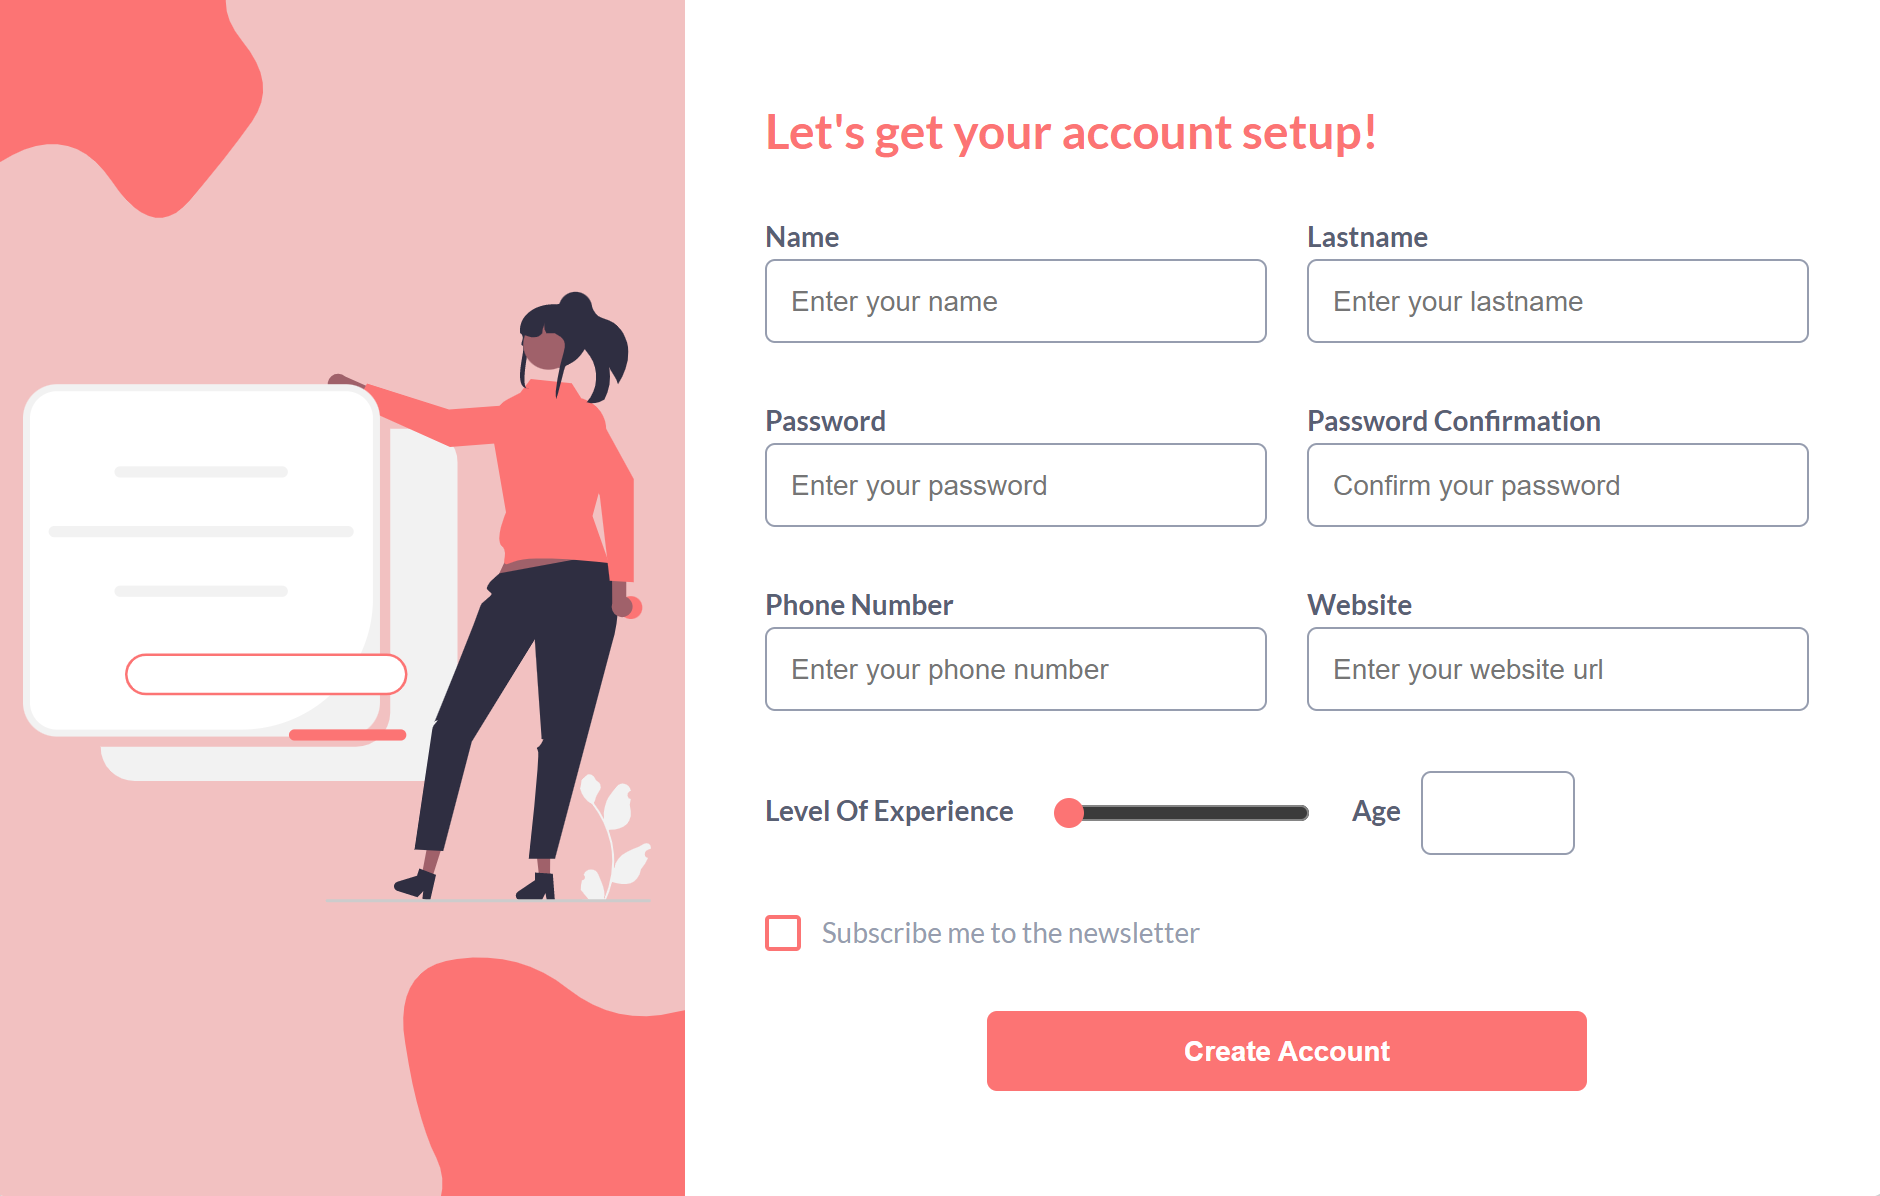 Let's get your account setup!
Name
Lastname
Enter your name
Enter your lastname
Password
Password Confirmation
Enter your password
Confirm your password
Phone Number
Website
Enter your phone number
Enter your website url
Level Of Experience
Age
Subscribe me to the newsletter
Create Account